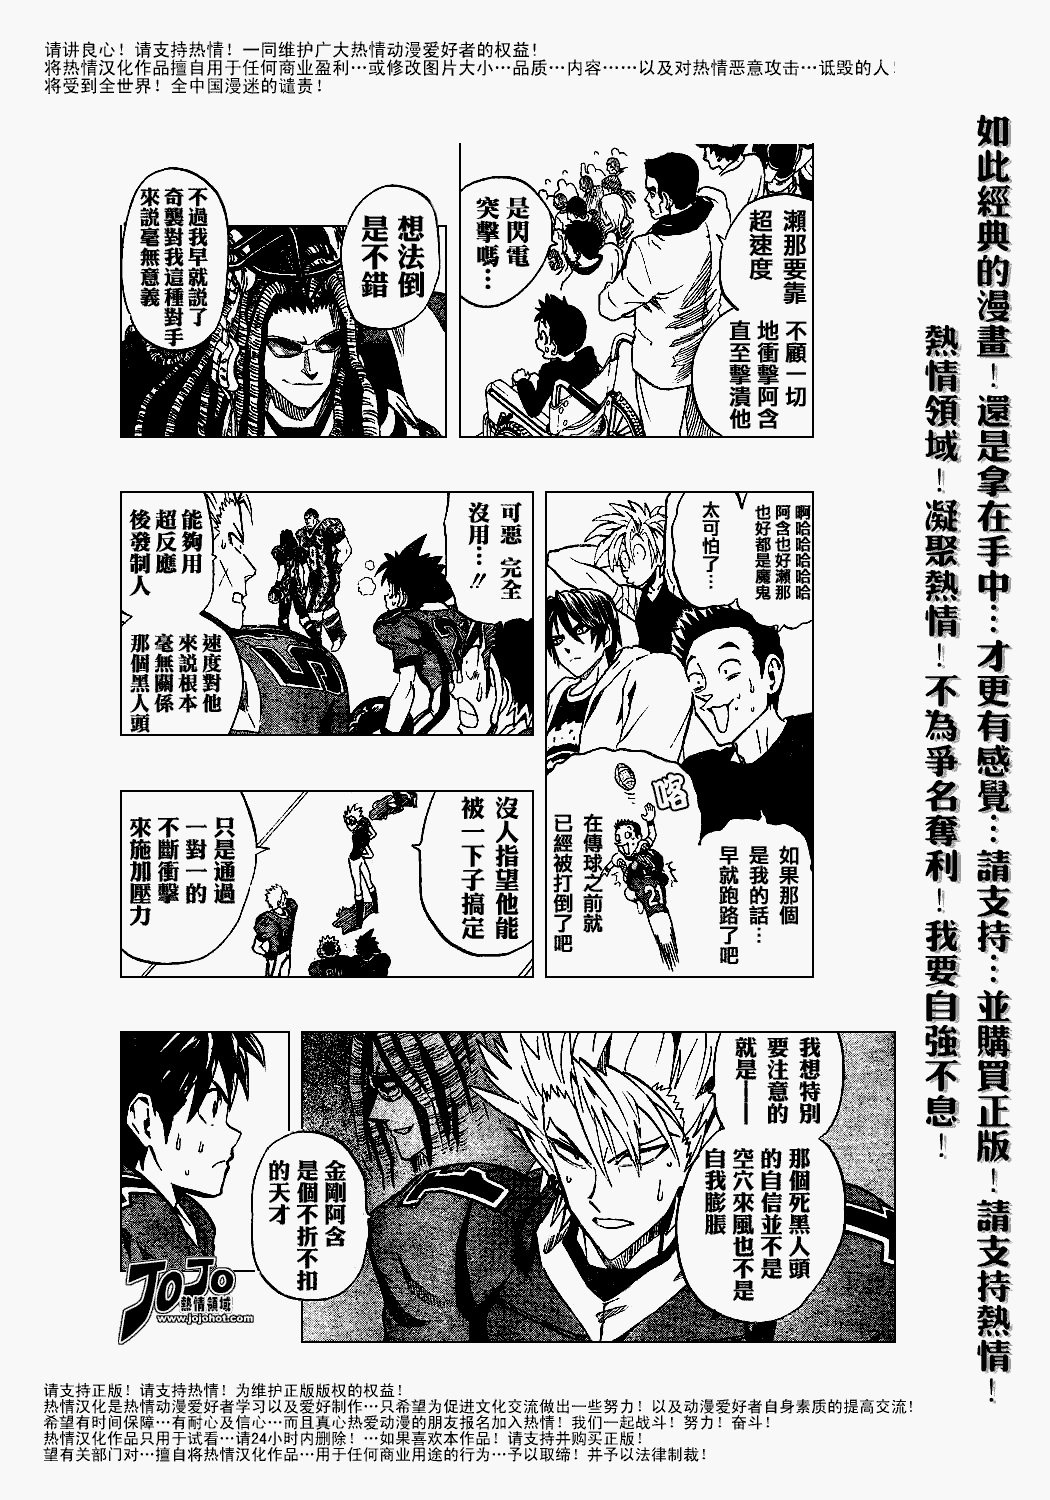 请讲良心！请支持热情！一同维护广大热情动漫爱好者的权益！
将热情汉化作品擅自用于任何商业盈利…或修改图片大小…品质…内容……以及对热情恶意攻击…诋毁的人！
将受到全世界！全中国漫迷的谴责！
如此經典的漫畫！還是拿在手中…才更有感覺…請支持…並購買正版！請支持熱情！
熱情領域！凝聚熱情！不為爭名奪利！我要自強不息！
瀨那要靠
超速度
不顧一切
地衝擊阿含
直至擊潰他
是閃電
突擊嗎…
想法倒
是不錯
不過我早就説了
奇襲對我這種對手
來説毫無意義
啊哈哈哈哈哈
阿含也好瀨那
也好都是魔鬼
太可怕了…
如果那個
是我的話…
早就跑路了吧
喀
在傳球之前就
已經被打倒了吧
21
可惡 完全
沒用…!!
能夠用
超反應
後發制人
速度對他
來説根本
毫無關係
那個黑人頭
沒人指望他能
被一下子搞定
只是通過
一對一的
不斷衝擊
來施加壓力
我想特別
要注意的
就是——
那個死黑人頭
的自信並不是
空穴來風也不是
自我膨脹
金剛阿含
是個不折不扣
的天才
JOJO
熱情領域
www.jojohot.com
请支持正版！请支持热情！为维护正版版权的权益！
热情汉化是热情动漫爱好者学习以及爱好制作…只希望为促进文化交流做出一些努力！以及动漫爱好者自身素质的提高交流！
希望有时间保障…有耐心及信心…而且真心热爱动漫的朋友报名加入热情！我们一起战斗！努力！奋斗！
热情汉化作品只用于试看…请24小时内删除！…如果喜欢本作品！请支持并购买正版！
望有关部门对…擅自将热情汉化作品…用于任何商业用途的行为…予以取缔！并予以法律制裁！